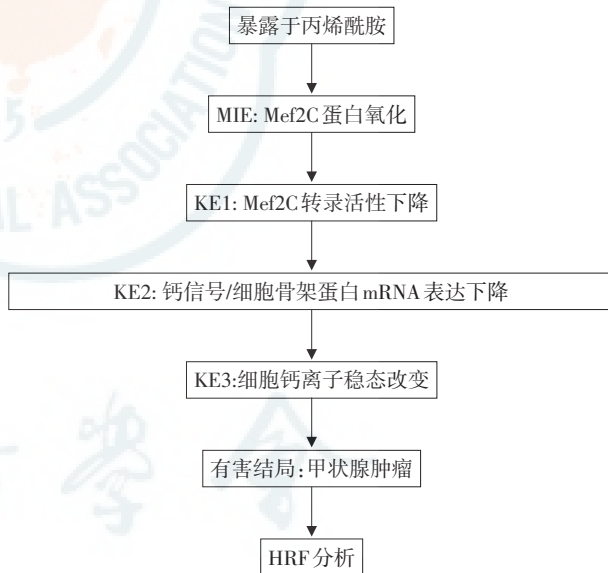 暴露于丙烯酰胺
MIE: Mef2C蛋白氧化
KE1: Mef2C转录活性下降
KE2: 钙信号/细胞骨架蛋白mRNA表达下降
KE3:细胞钙离子稳态改变
有害结局:甲状腺肿瘤
HRF分析